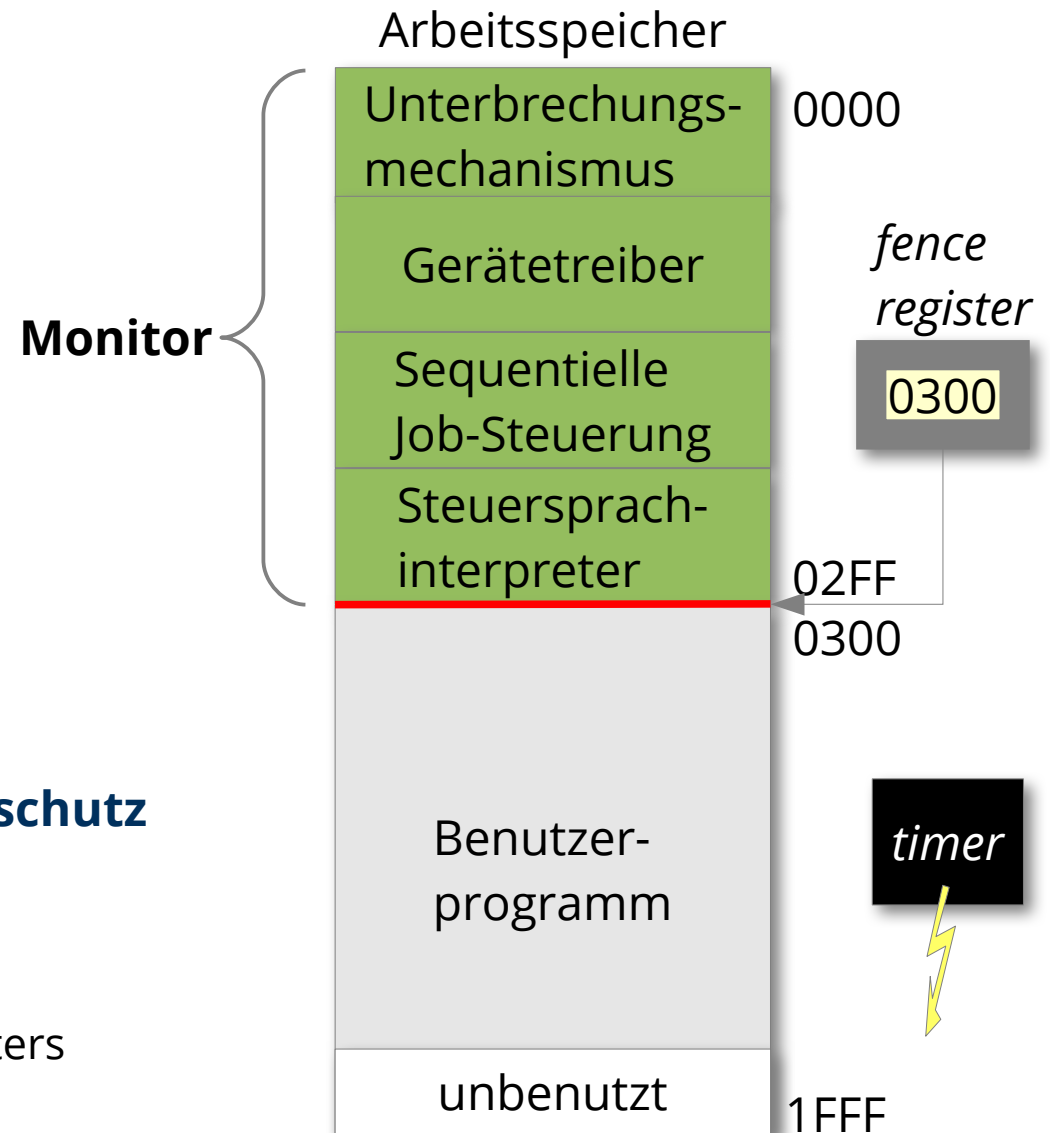 Arbeitsspeicher
Unterbrechungs-
mechanismus
0000
Gerätetreiber
fence
register
0300
Monitor
Sequentielle
Job-Steuerung
Steuersprach-
interpreter
02FF
0300
schutz
Benutzer-
programm
timer
ters
unbenutzt
1FFF